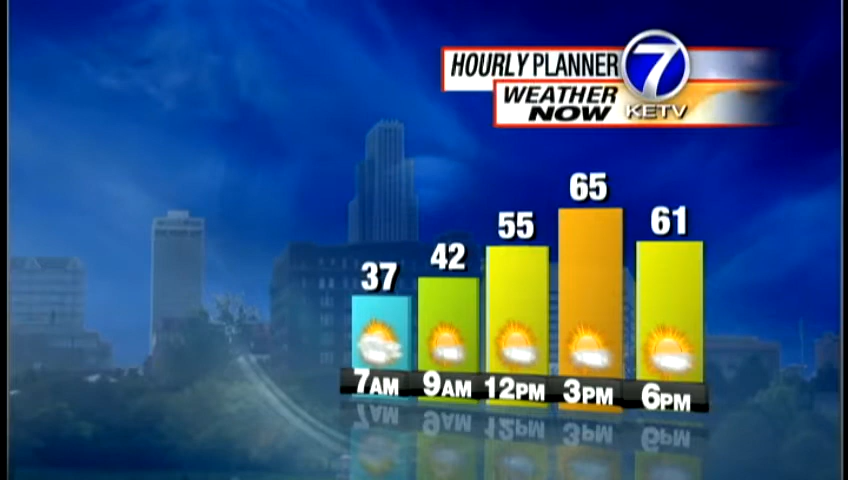 HOURLY PLANNER
7
WEATHER
NOW
KETV
37 42 55 65 61
7AM 9AM 12PM 3PM 6PM